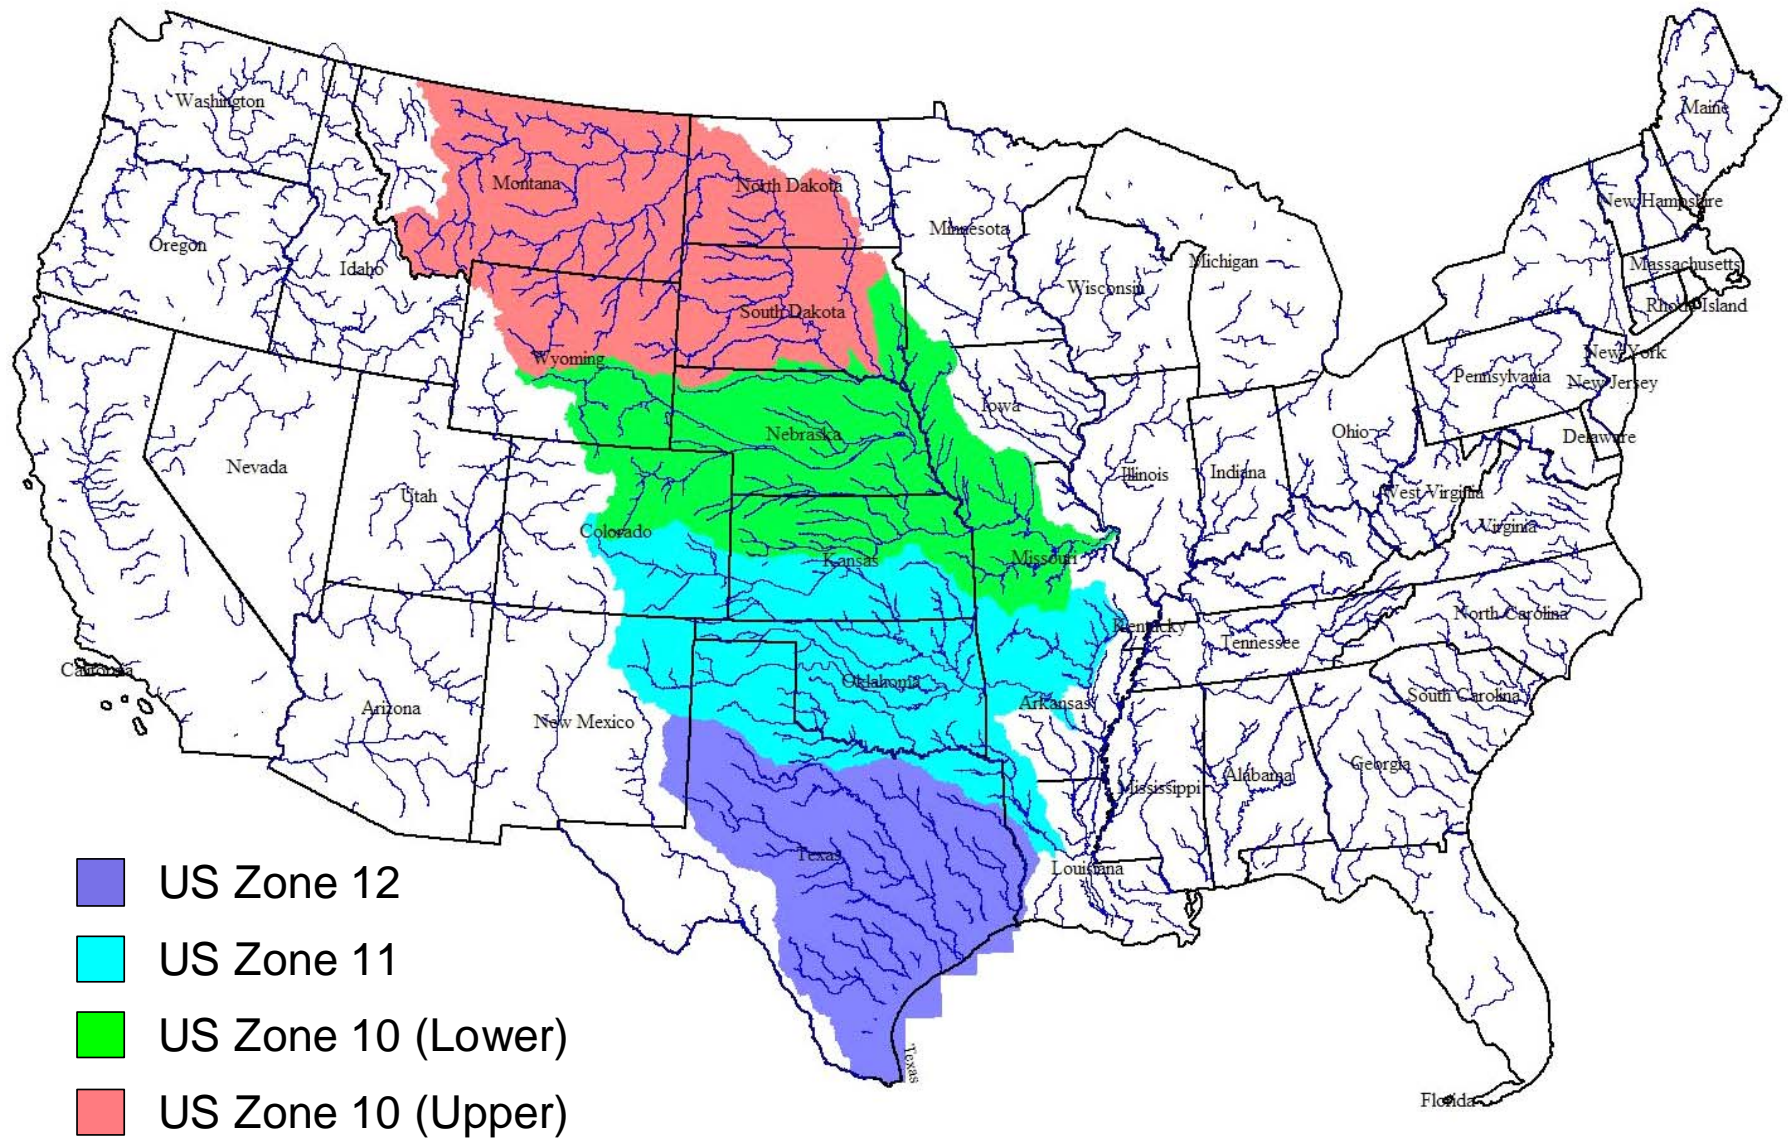 Washington
Maine
Montana
North Dakota
New Hampshire
Minnesota
Oregon
Idaho
Michigan
Massachusetts
Wisconsin
South Dakota
Rhode Island
Wyoming
New York
Pennsylvania
New Jersey
Iowa
Nebraska
Ohio
Delaware
Nevada
Utah
Illinois
Indiana
West Virginia
Virginia
Colorado
Kansas
Missouri
North Carolina
Kentucky
Tennessee
California
Oklahoma
Arizona
New Mexico
Arkansas
South Carolina
Georgia
Alabama
Mississippi
Texas
Louisiana
Texas
Florida
US Zone 12
US Zone 11
US Zone 10 (Lower)
US Zone 10 (Upper)